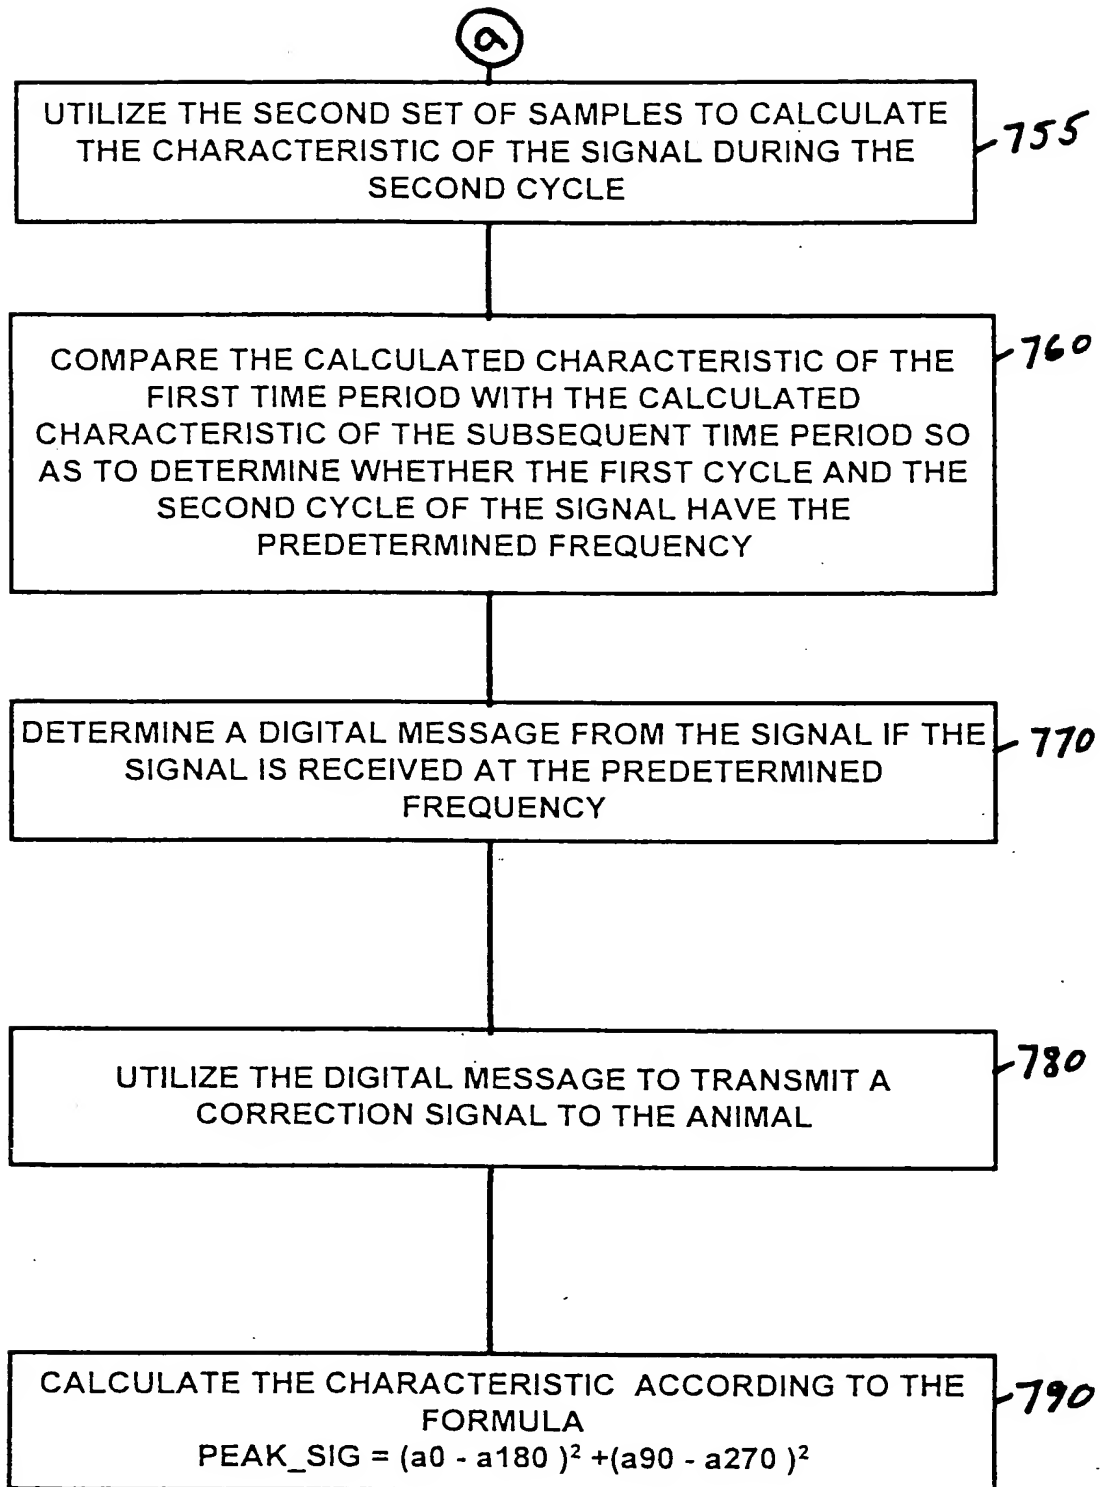 a
UTILIZE THE SECOND SET OF SAMPLES TO CALCULATE
THE CHARACTERISTIC OF THE SIGNAL DURING THE
SECOND CYCLE
755
COMPARE THE CALCULATED CHARACTERISTIC OF THE
FIRST TIME PERIOD WITH THE CALCULATED
CHARACTERISTIC OF THE SUBSEQUENT TIME PERIOD SO
AS TO DETERMINE WHETHER THE FIRST CYCLE AND THE
SECOND CYCLE OF THE SIGNAL HAVE THE
PREDETERMINED FREQUENCY
760
DETERMINE A DIGITAL MESSAGE FROM THE SIGNAL IF THE
SIGNAL IS RECEIVED AT THE PREDETERMINED
FREQUENCY
770
UTILIZE THE DIGITAL MESSAGE TO TRANSMIT A
CORRECTION SIGNAL TO THE ANIMAL
780
CALCULATE THE CHARACTERISTIC ACCORDING TO THE
FORMULA
PEAK_SIG = (a0 - a180 )² +(a90 - a270 )²
790